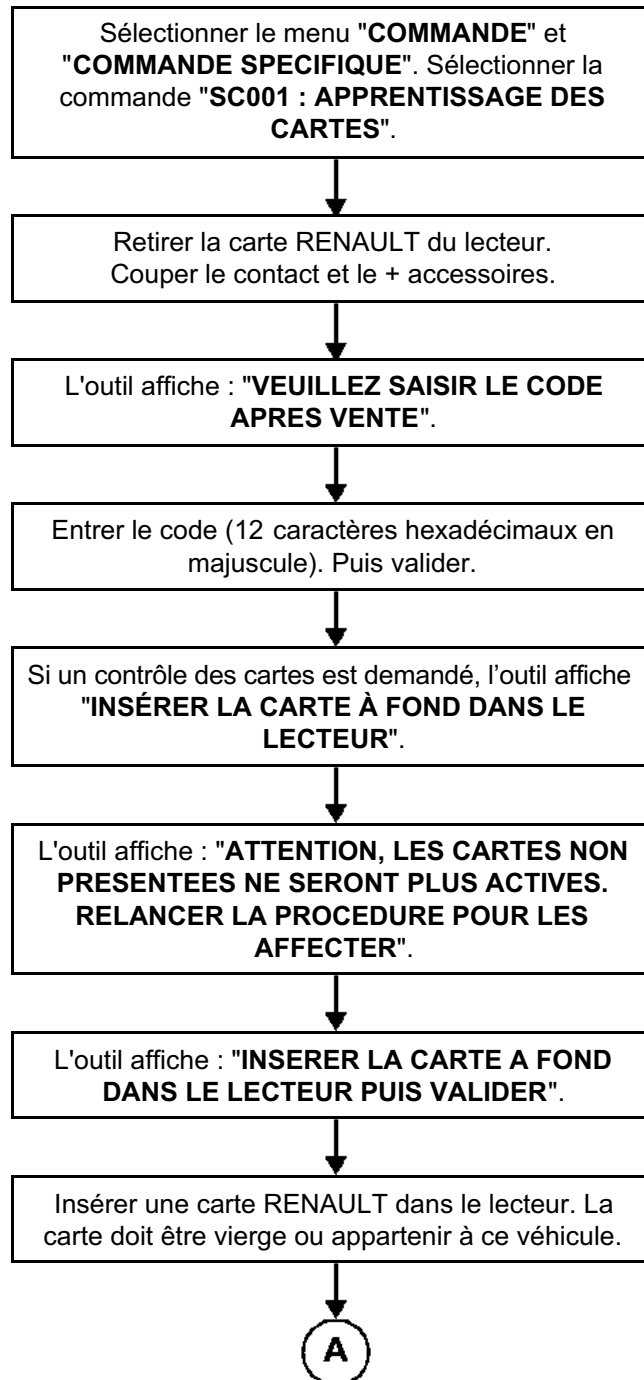 Sélectionner le menu "COMMANDE" et
"COMMANDE SPECIFIQUE". Sélectionner la
commande "SC001 : APPRENTISSAGE DES
CARTES".
Retirer la carte RENAULT du lecteur.
Couper le contact et le + accessoires.
L'outil affiche : "VEUILLEZ SAISIR LE CODE
APRES VENTE".
Entrer le code (12 caractères hexadécimaux en
majuscule). Puis valider.
Si un contrôle des cartes est demandé, l’outil affiche
"INSÉRER LA CARTE À FOND DANS LE
LECTEUR".
L'outil affiche : "ATTENTION, LES CARTES NON
PRESENTEES NE SERONT PLUS ACTIVES.
RELANCER LA PROCEDURE POUR LES
AFFECTER".
L'outil affiche : "INSERER LA CARTE A FOND
DANS LE LECTEUR PUIS VALIDER".
Insérer une carte RENAULT dans le lecteur. La
carte doit être vierge ou appartenir à ce véhicule.
A